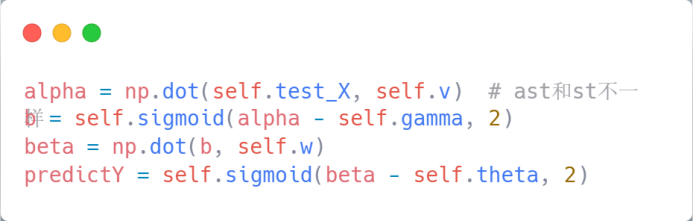 alpha = np.dot(self.test_X, self.v)  # ast和st不一
样
b = self.sigmoid(alpha - self.gamma, 2)
beta = np.dot(b, self.w)
predictY = self.sigmoid(beta - self.theta, 2)